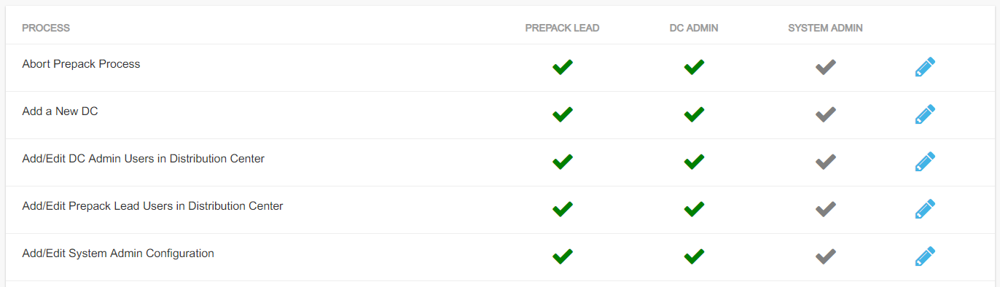 PROCESS PREPACK LEAD DC ADMIN SYSTEM ADMIN
Abort Prepack Process
Add a New DC
Add/Edit DC Admin Users in Distribution Center
Add/Edit Prepack Lead Users in Distribution Center
Add/Edit System Admin Configuration